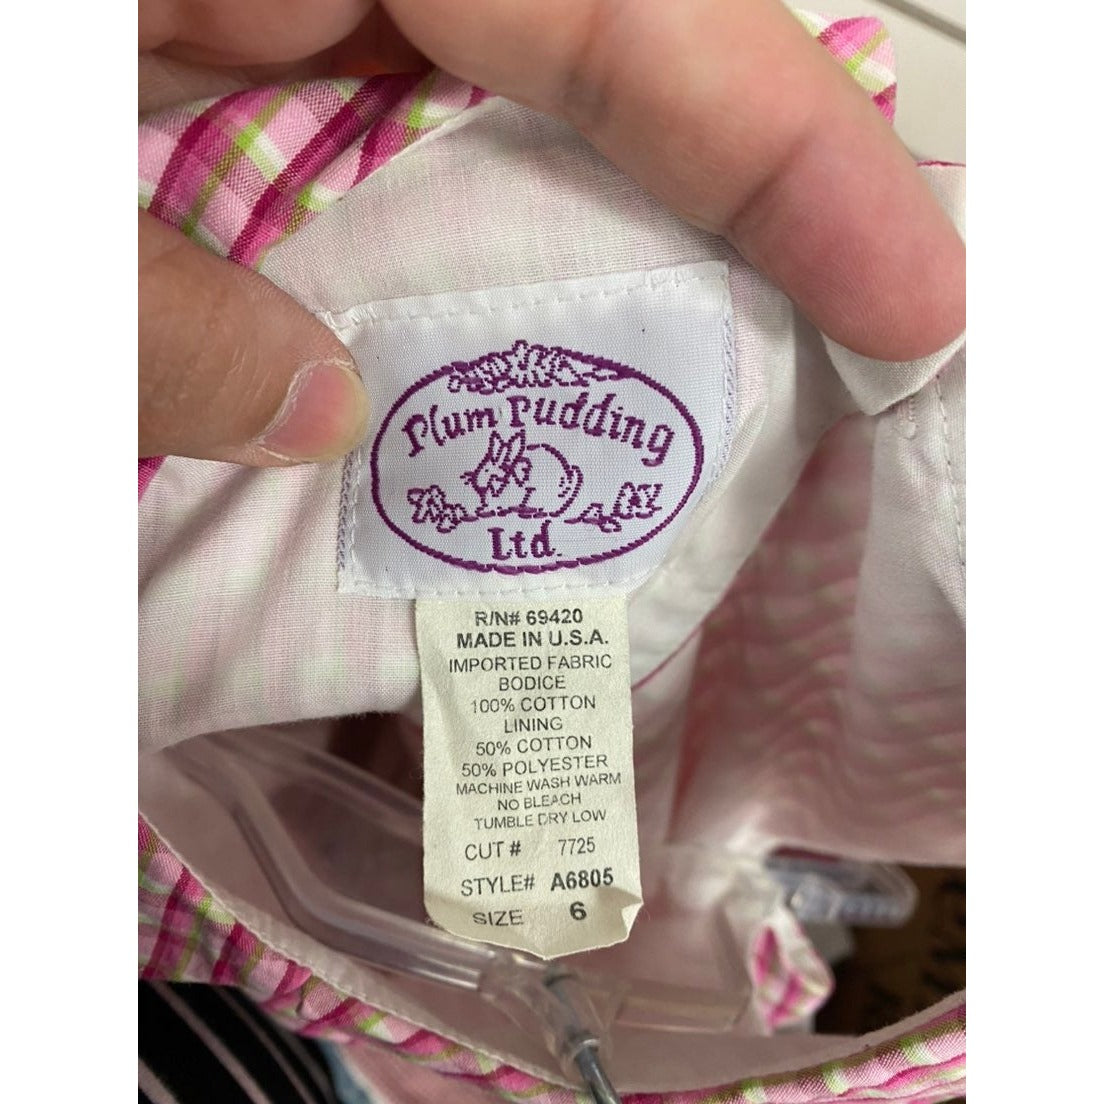 Plum Pudding
Ltd.
R/N# 69420
MADE IN U.S.A.
IMPORTED FABRIC
BODICE
100% COTTON
LINING
50% COTTON
50% POLYESTER
MACHINE WASH WARM
NO BLEACH
TUMBLE DRY LOW
CUT # 7725
STYLE# A6805
SIZE 6